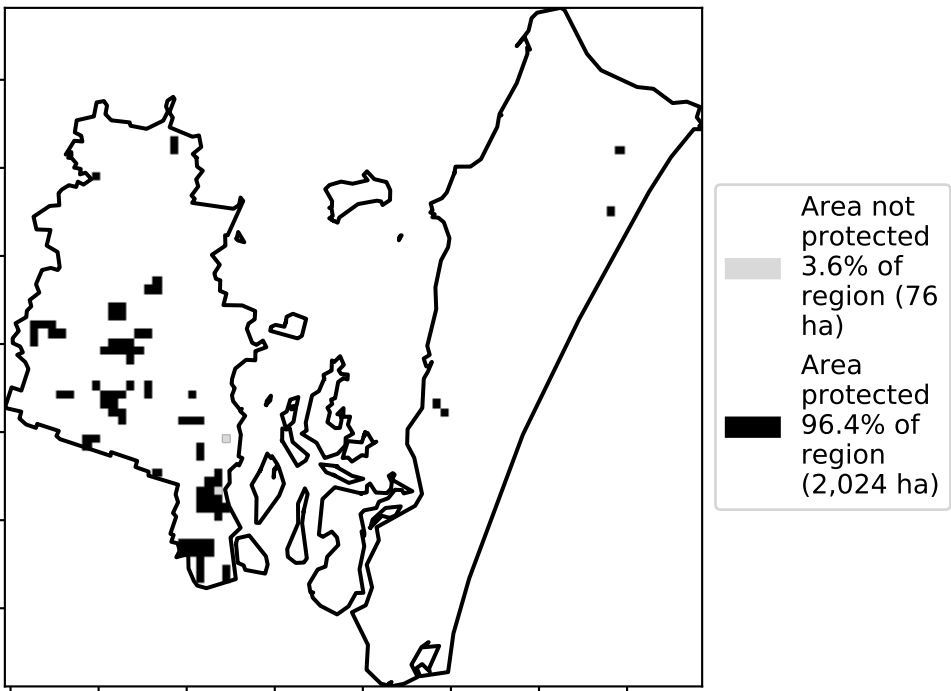 Area not
protected
3.6% of
region (76
ha)
Area
protected
96.4% of
region
(2,024 ha)